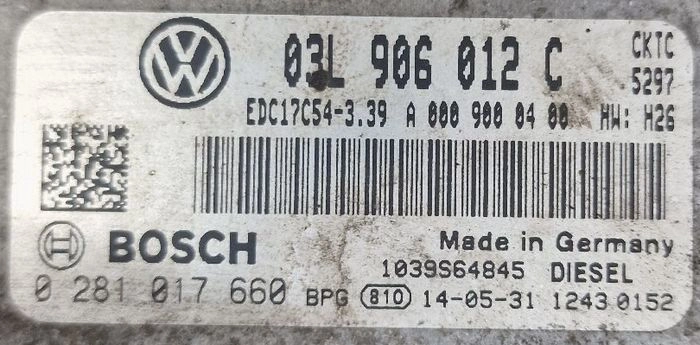 03L 906 012 C CKTC
5297
EDC17C54-3.39 A 000 900 04 00 HW: H26
BOSCH Made in Germany
1039S64845 DIESEL
0 281 017 660 BPG 810 14-05-31 1243 0152